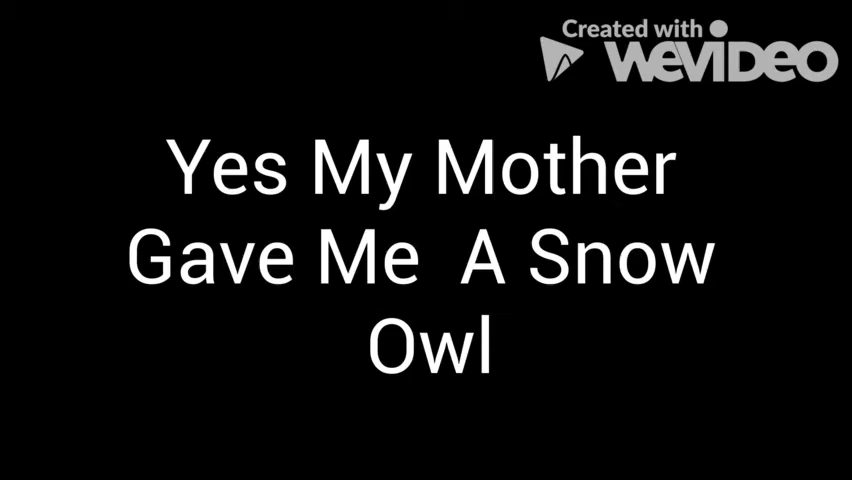 Created with
WEVIDEO
Yes My Mother
Gave Me  A Snow
Owl